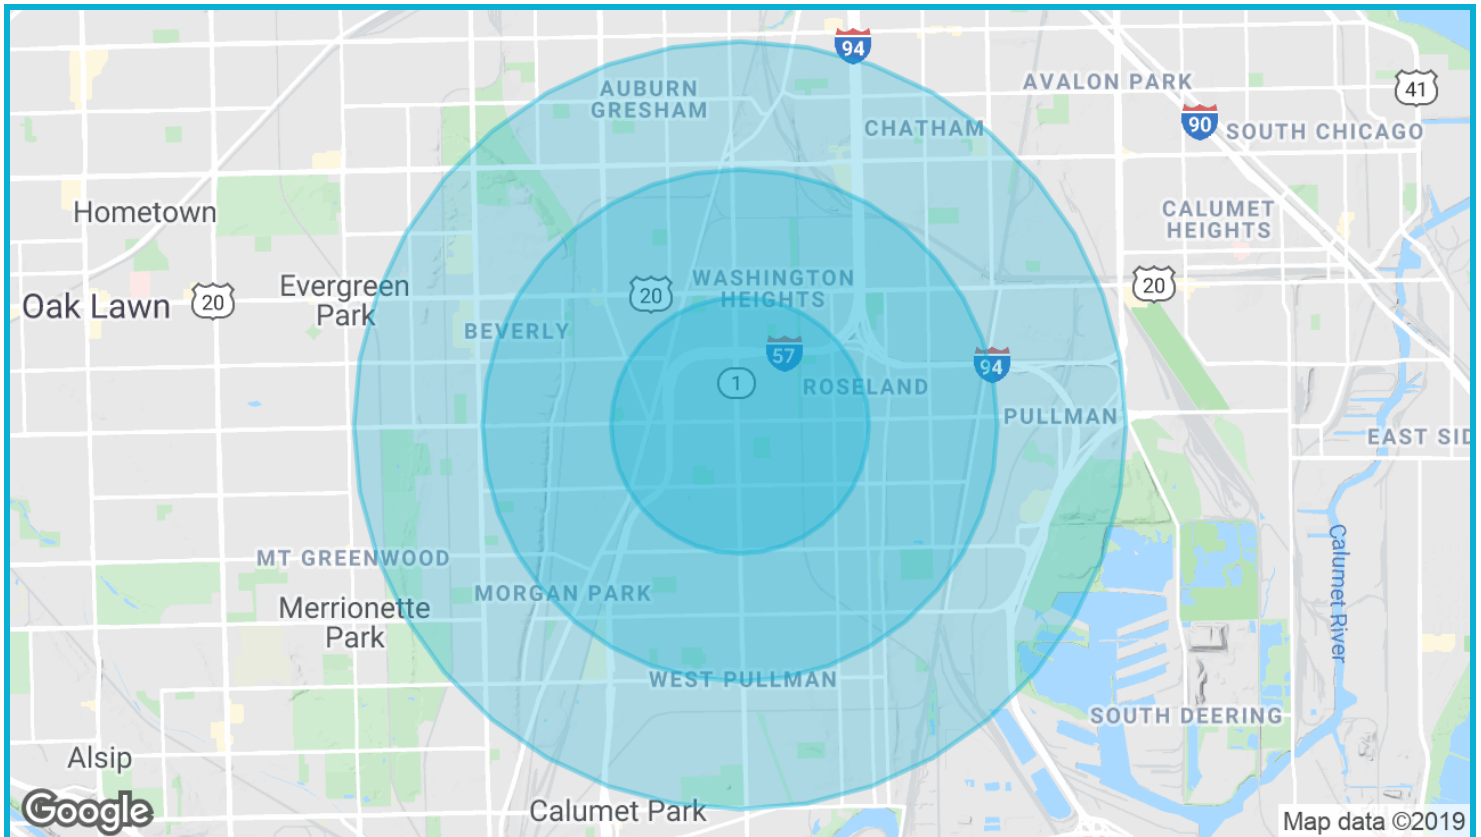 94
AVALON PARK
41
AUBURN
GRESHAM
90
CHATHAM
SOUTH CHICAGO
Hometown
CALUMET
HEIGHTS
Evergreen
Park
WASHINGTON
HEIGHTS
20
Oak Lawn
20
20
BEVERLY
57
94
1
ROSELAND
PULLMAN
EAST SID
MT GREENWOOD
Calumet River
MORGAN PARK
Merrionette
Park
WEST PULLMAN
SOUTH DEERING
Alsip
Google
Calumet Park
Map data ©2019